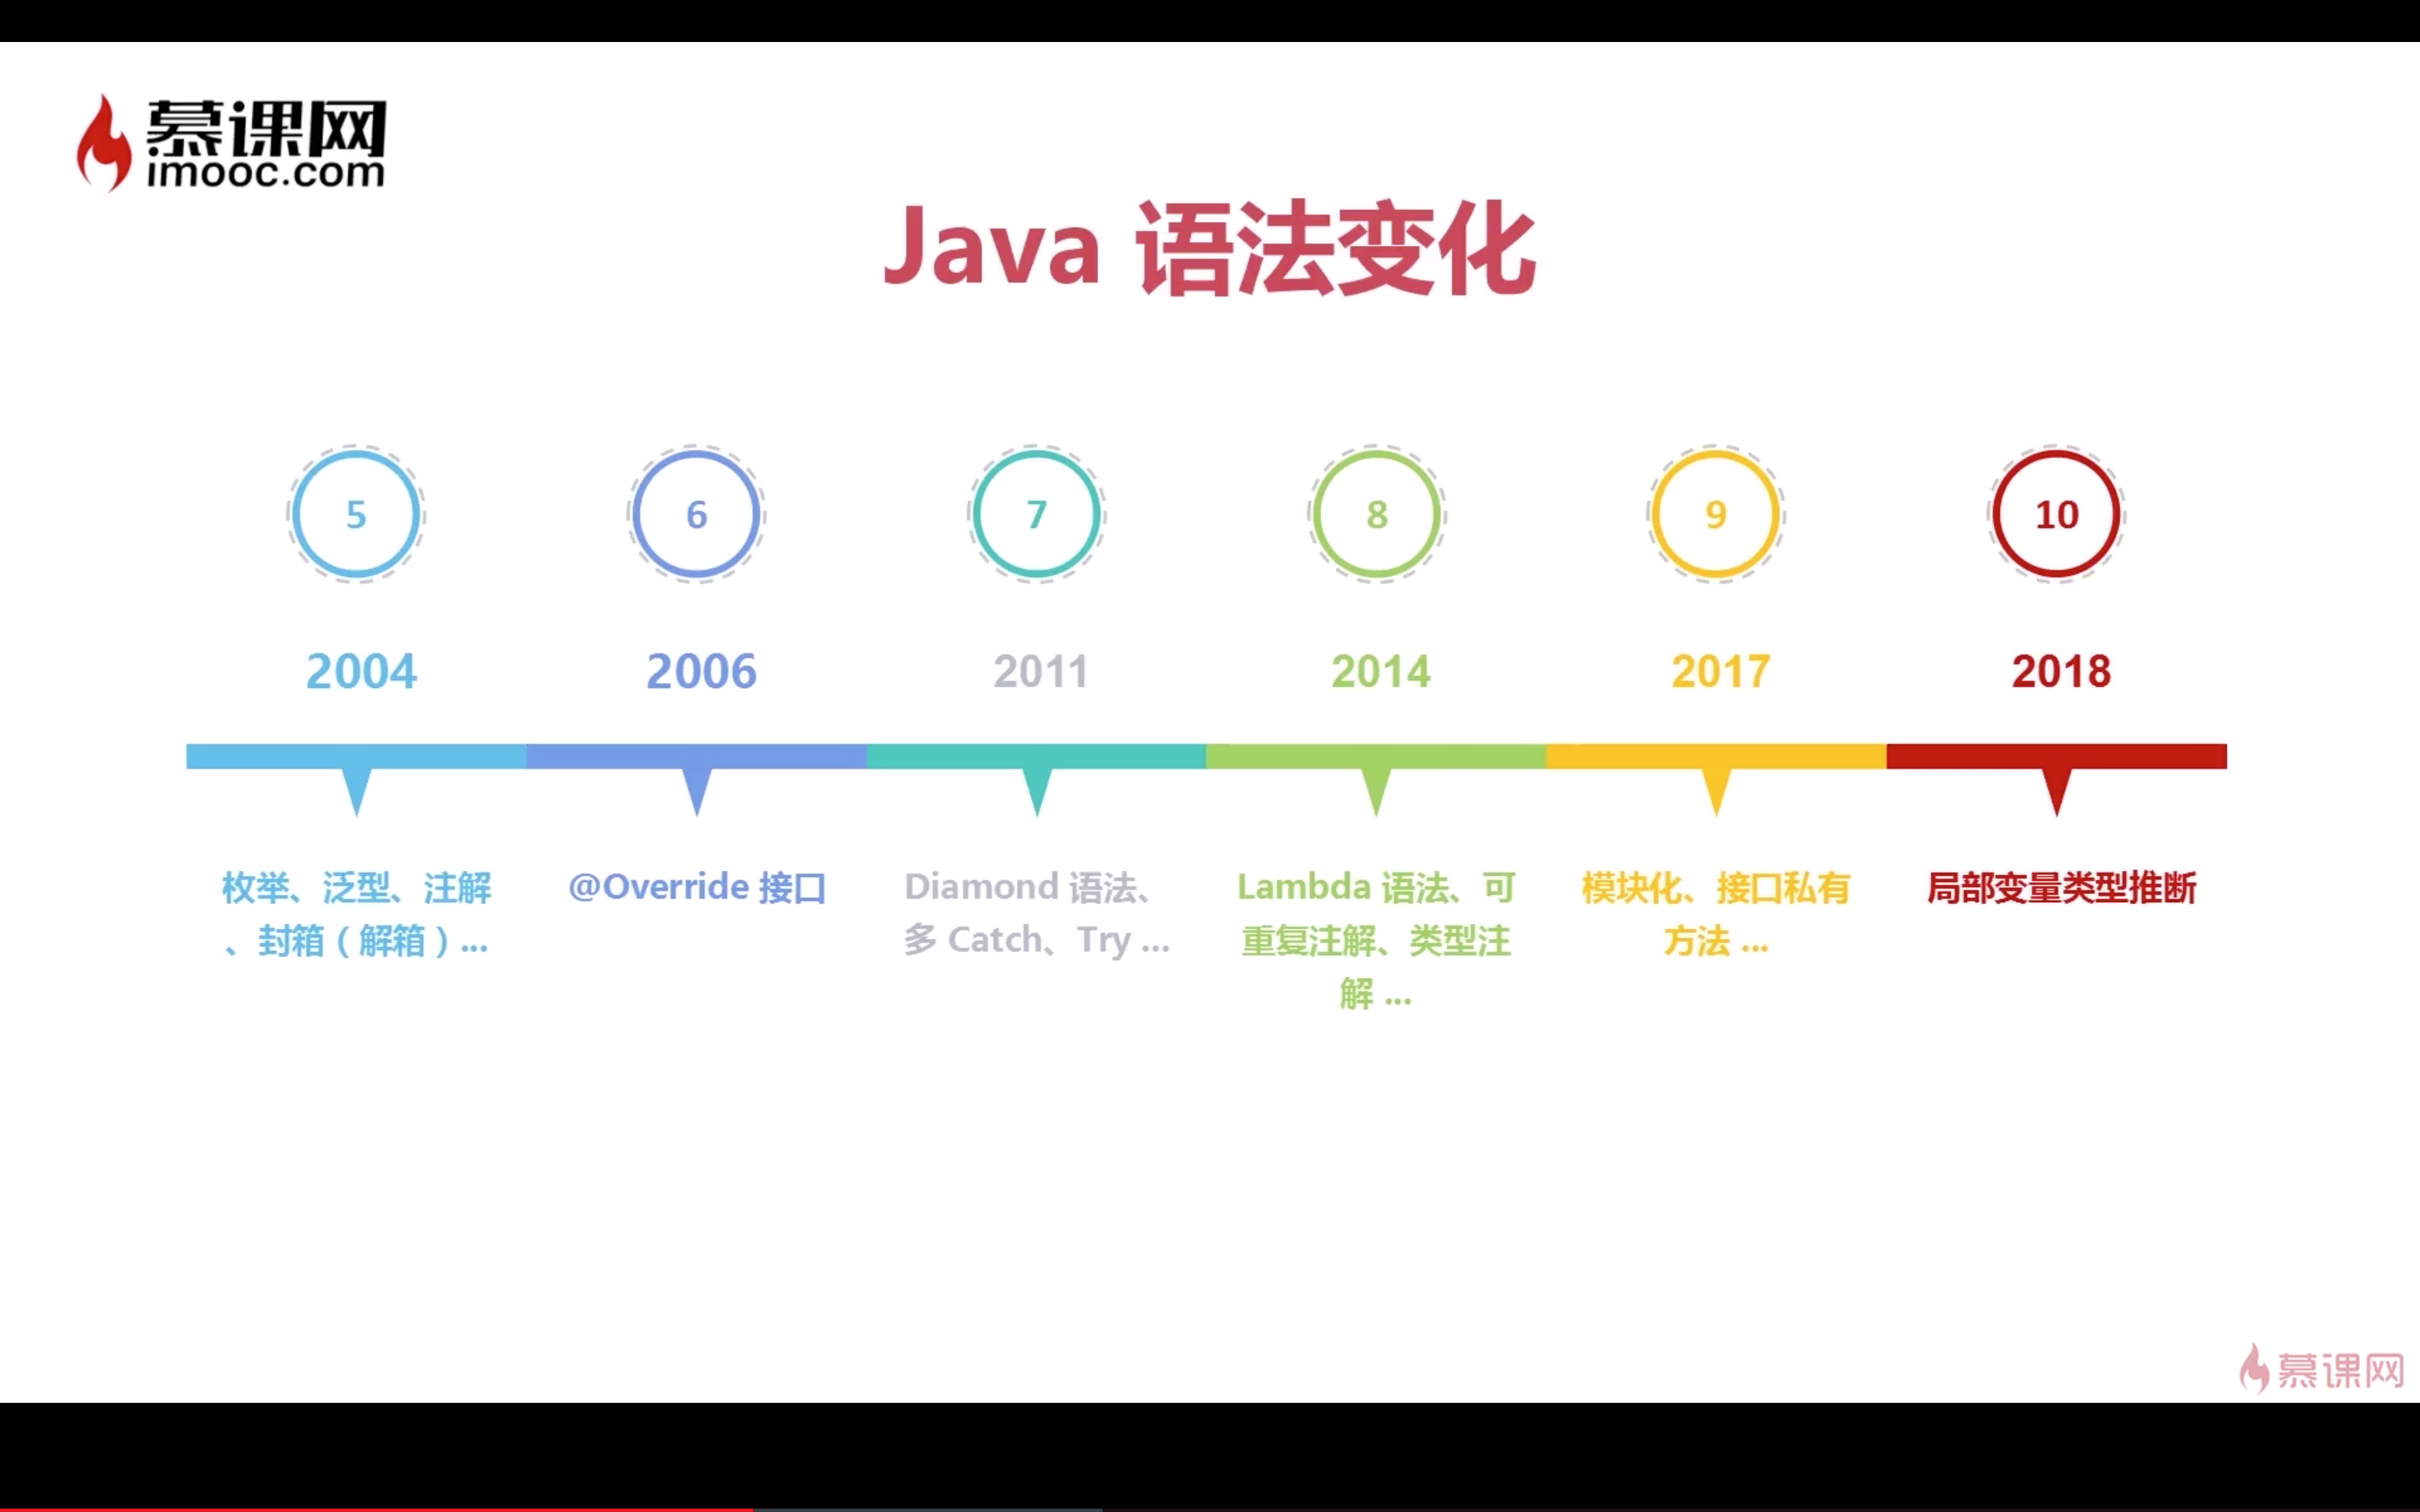 慕课网
imooc.com
Java 语法变化
5
6
7
8
9
10
2004
2006
2011
2014
2017
2018
枚举、泛型、注解
、封箱（解箱）...
@Override 接口
Diamond 语法、
多 Catch、Try ...
Lambda 语法、可
重复注解、类型注
解 ...
模块化、接口私有
方法 ...
局部变量类型推断
慕课网